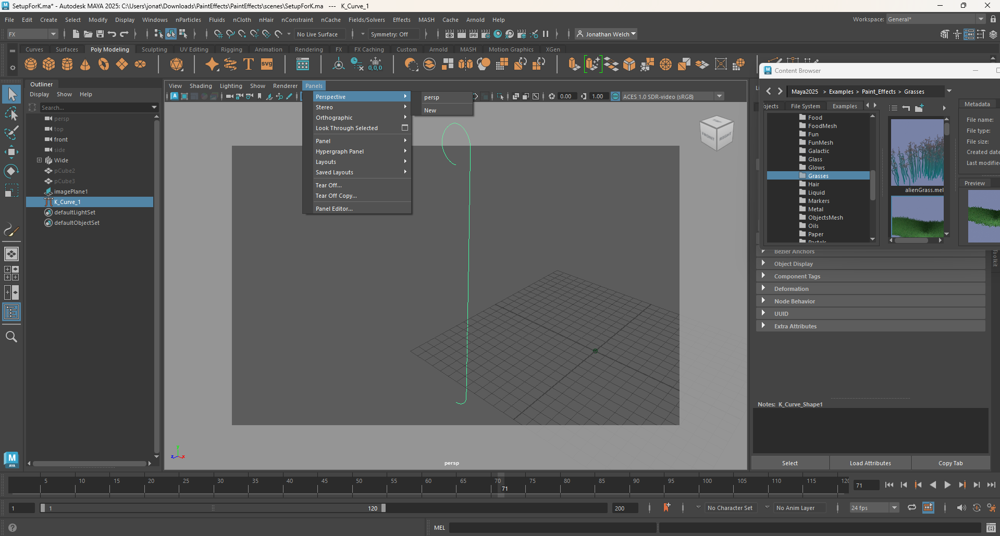 SetupForK.ma* - Autodesk MAYA 2025: C:\Users\jonat\Downloads\PaintEffects\PaintEffects\scenes\SetupForK.ma --- K_Curve_1
File Edit Create Select Modify Display Windows nParticles Fluids nCloth nHair nConstraint nCache Fields/Solvers Effects MASH Cache Arnold Help
Workspace: General*
FX
No Live Surface
Symmetry: Off
Jonathan Welch
Curves Surfaces Poly Modeling Sculpting UV Editing Rigging Animation Rendering FX FX Caching Custom Arnold MASH Motion Graphics XGen
SVG
0,0,0
Outliner
Display Show Help
Search...
persp
top
front
side
Wide
pCube2
pCube3
imagePlane1
K_Curve_1
defaultLightSet
defaultObjectSet
View Shading Lighting Show Renderer Panels
0.00
1.00
ACES 1.0 SDR-video (sRGB)
Perspective
Stereo
Orthographic
Look Through Selected
Panel
Hypergraph Panel
Layouts
Saved Layouts
Tear Off...
Tear Off Copy...
Panel Editor...
persp
New
FRONT RIGHT
persp
Content Browser
Maya2025 > Examples > Paint_Effects > Grasses
File System Examples
Food
FoodMesh
Fun
FunMesh
Galactic
Glass
Glows
Grasses
Hair
Liquid
Markers
Metal
ObjectsMesh
Oils
Paper
Pastels
alienGrass.mel
Metadata
File name:
File type:
File size:
Created date
Last modifie
Preview
Bezier Anchors
Object Display
Component Tags
Deformation
Node Behavior
UUID
Extra Attributes
Notes: K_Curve_Shape1
Select Load Attributes Copy Tab
5 10 15 20 25 30 35 40 45 50 55 60 65 70 75 80 85 90 95 100 105 110 115 120
71
71
1 1 120 200
No Character Set
No Anim Layer
24 fps
MEL
M
AYA